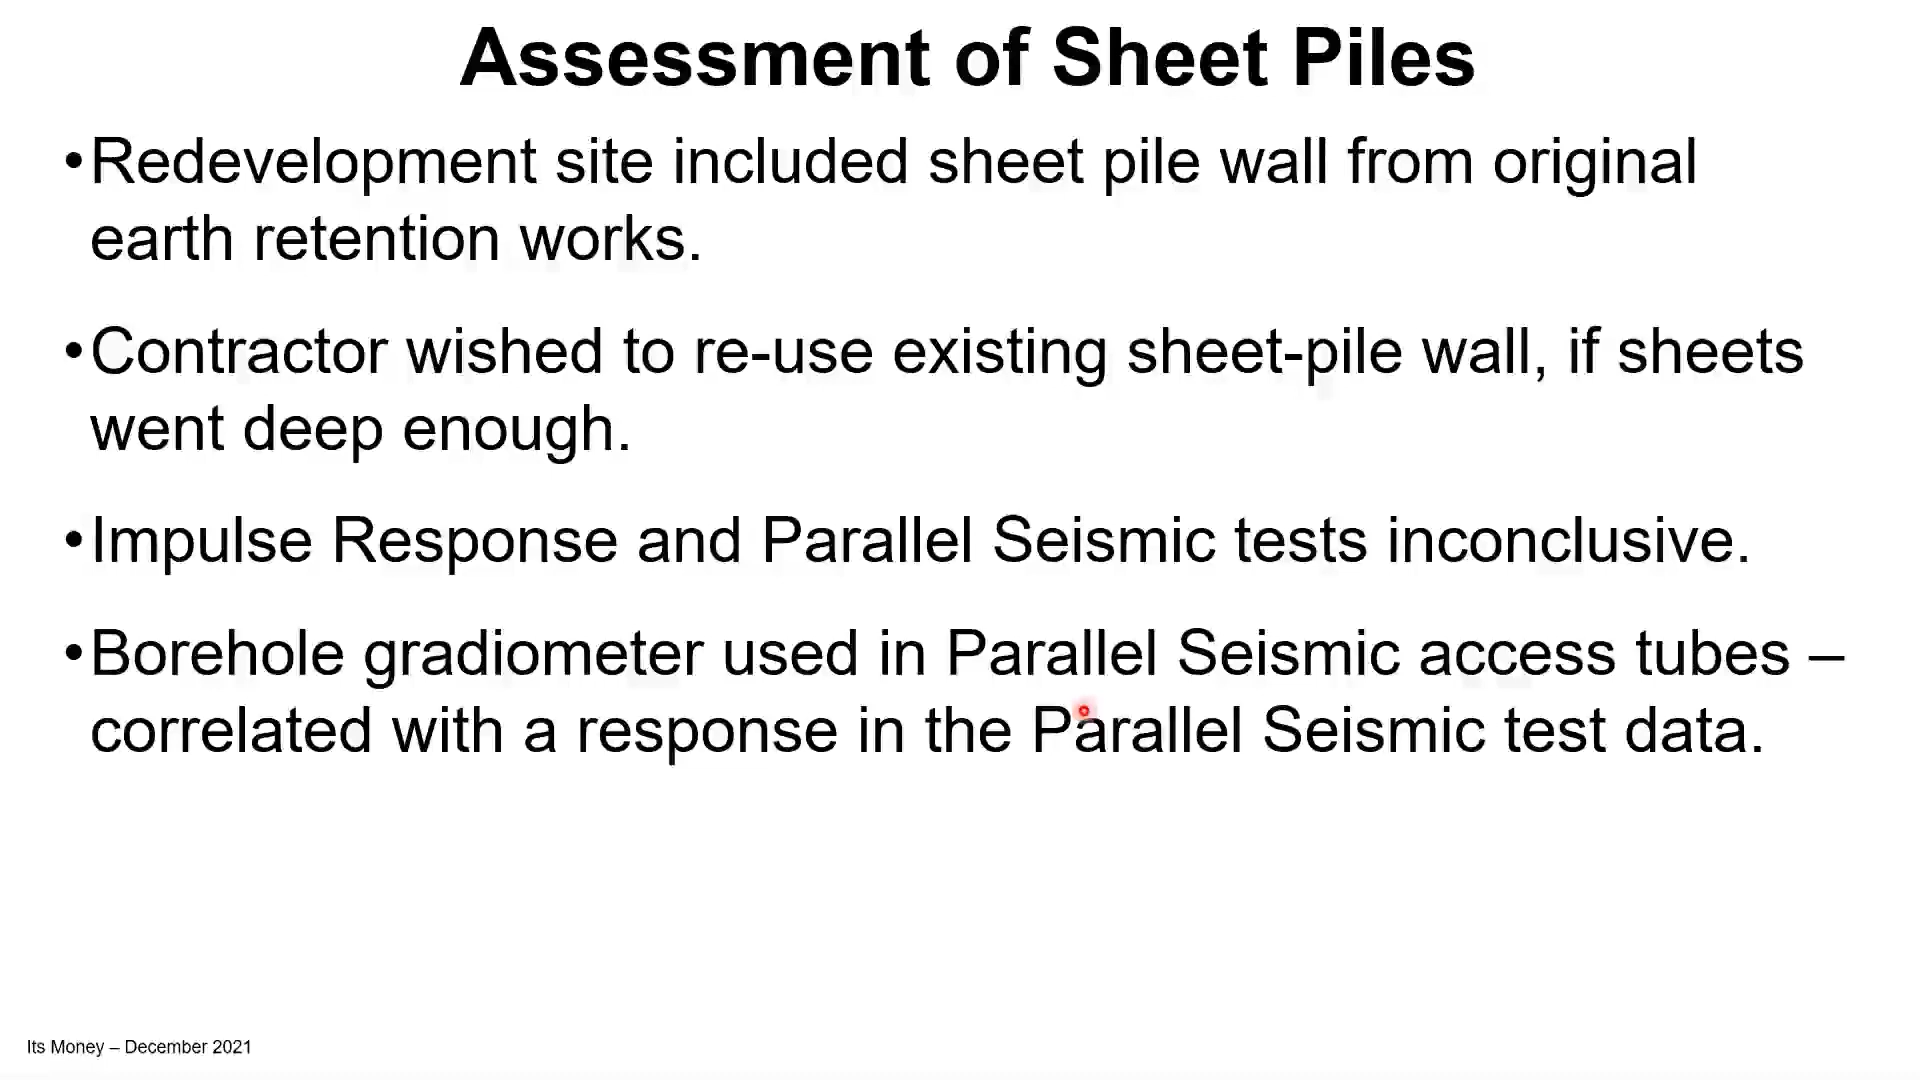 Assessment of Sheet Piles
•Redevelopment site included sheet pile wall from original
earth retention works.
•Contractor wished to re-use existing sheet-pile wall, if sheets
went deep enough.
•Impulse Response and Parallel Seismic tests inconclusive.
•Borehole gradiometer used in Parallel Seismic access tubes –
correlated with a response in the Parallel Seismic test data.
Its Money – December 2021